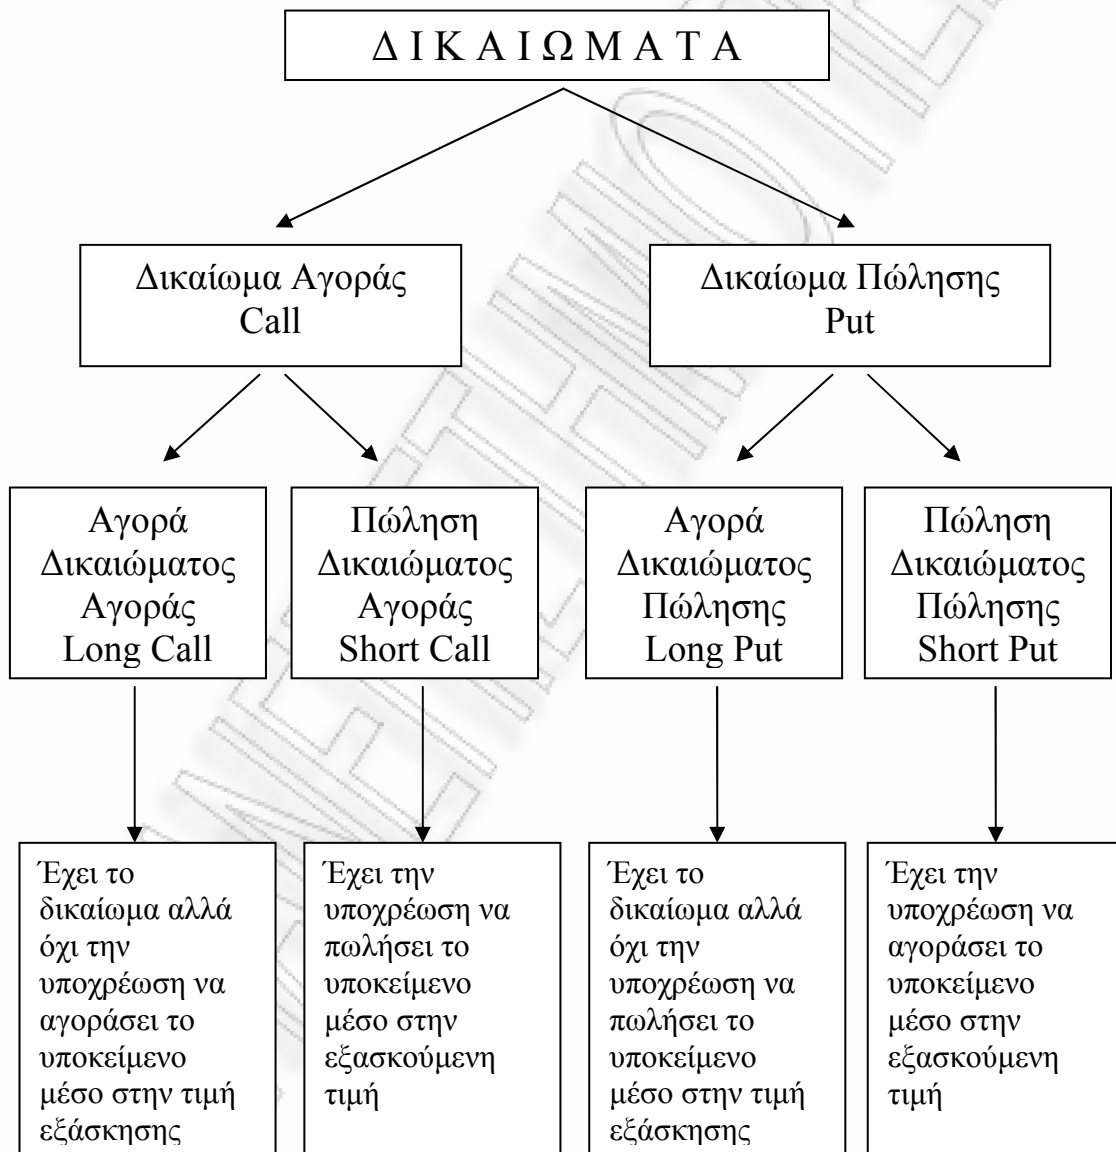 Δ Ι Κ Α Ι Ω Μ Α Τ Α
Δικαίωμα Αγοράς
Call
Δικαίωμα Πώλησης
Put
Αγορά
Δικαιώματος
Αγοράς
Long Call
Πώληση
Δικαιώματος
Αγοράς
Short Call
Αγορά
Δικαιώματος
Πώλησης
Long Put
Πώληση
Δικαιώματος
Πώλησης
Short Put
Έχει το
δικαίωμα αλλά
όχι την
υποχρέωση να
αγοράσει το
υποκείμενο
μέσο στην τιμή
εξάσκησης
Έχει την
υποχρέωση να
πωλήσει το
υποκείμενο
μέσο στην
εξασκούμενη
τιμή
Έχει το
δικαίωμα αλλά
όχι την
υποχρέωση να
πωλήσει το
υποκείμενο
μέσο στην τιμή
εξάσκησης
Έχει την
υποχρέωση να
αγοράσει το
υποκείμενο
μέσο στην
εξασκούμενη
τιμή